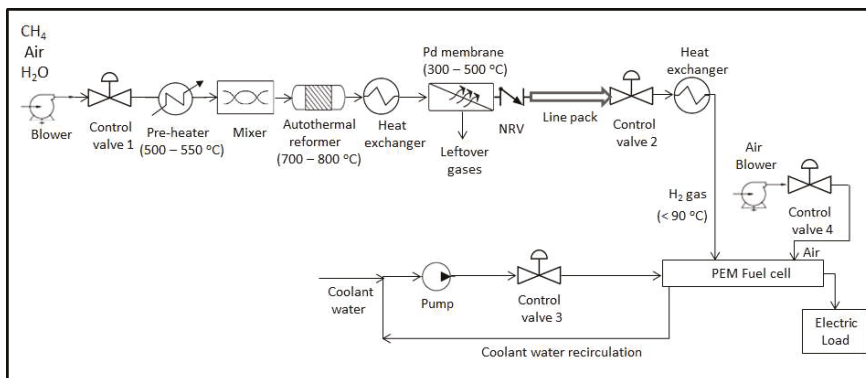 CH4
Air
H2O
Blower
Control
valve 1
Pre-heater
(500 – 550 °C)
Mixer
Autothermal
reformer
(700 – 800 °C)
Heat
exchanger
Pd membrane
(300 – 500 °C)
Leftover
gases
NRV
Line pack
Control
valve 2
Heat
exchanger
H2 gas
(< 90 °C)
Air
Blower
Control
valve 4
Air
PEM Fuel cell
Electric
Load
Coolant
water
Pump
Control
valve 3
Coolant water recirculation